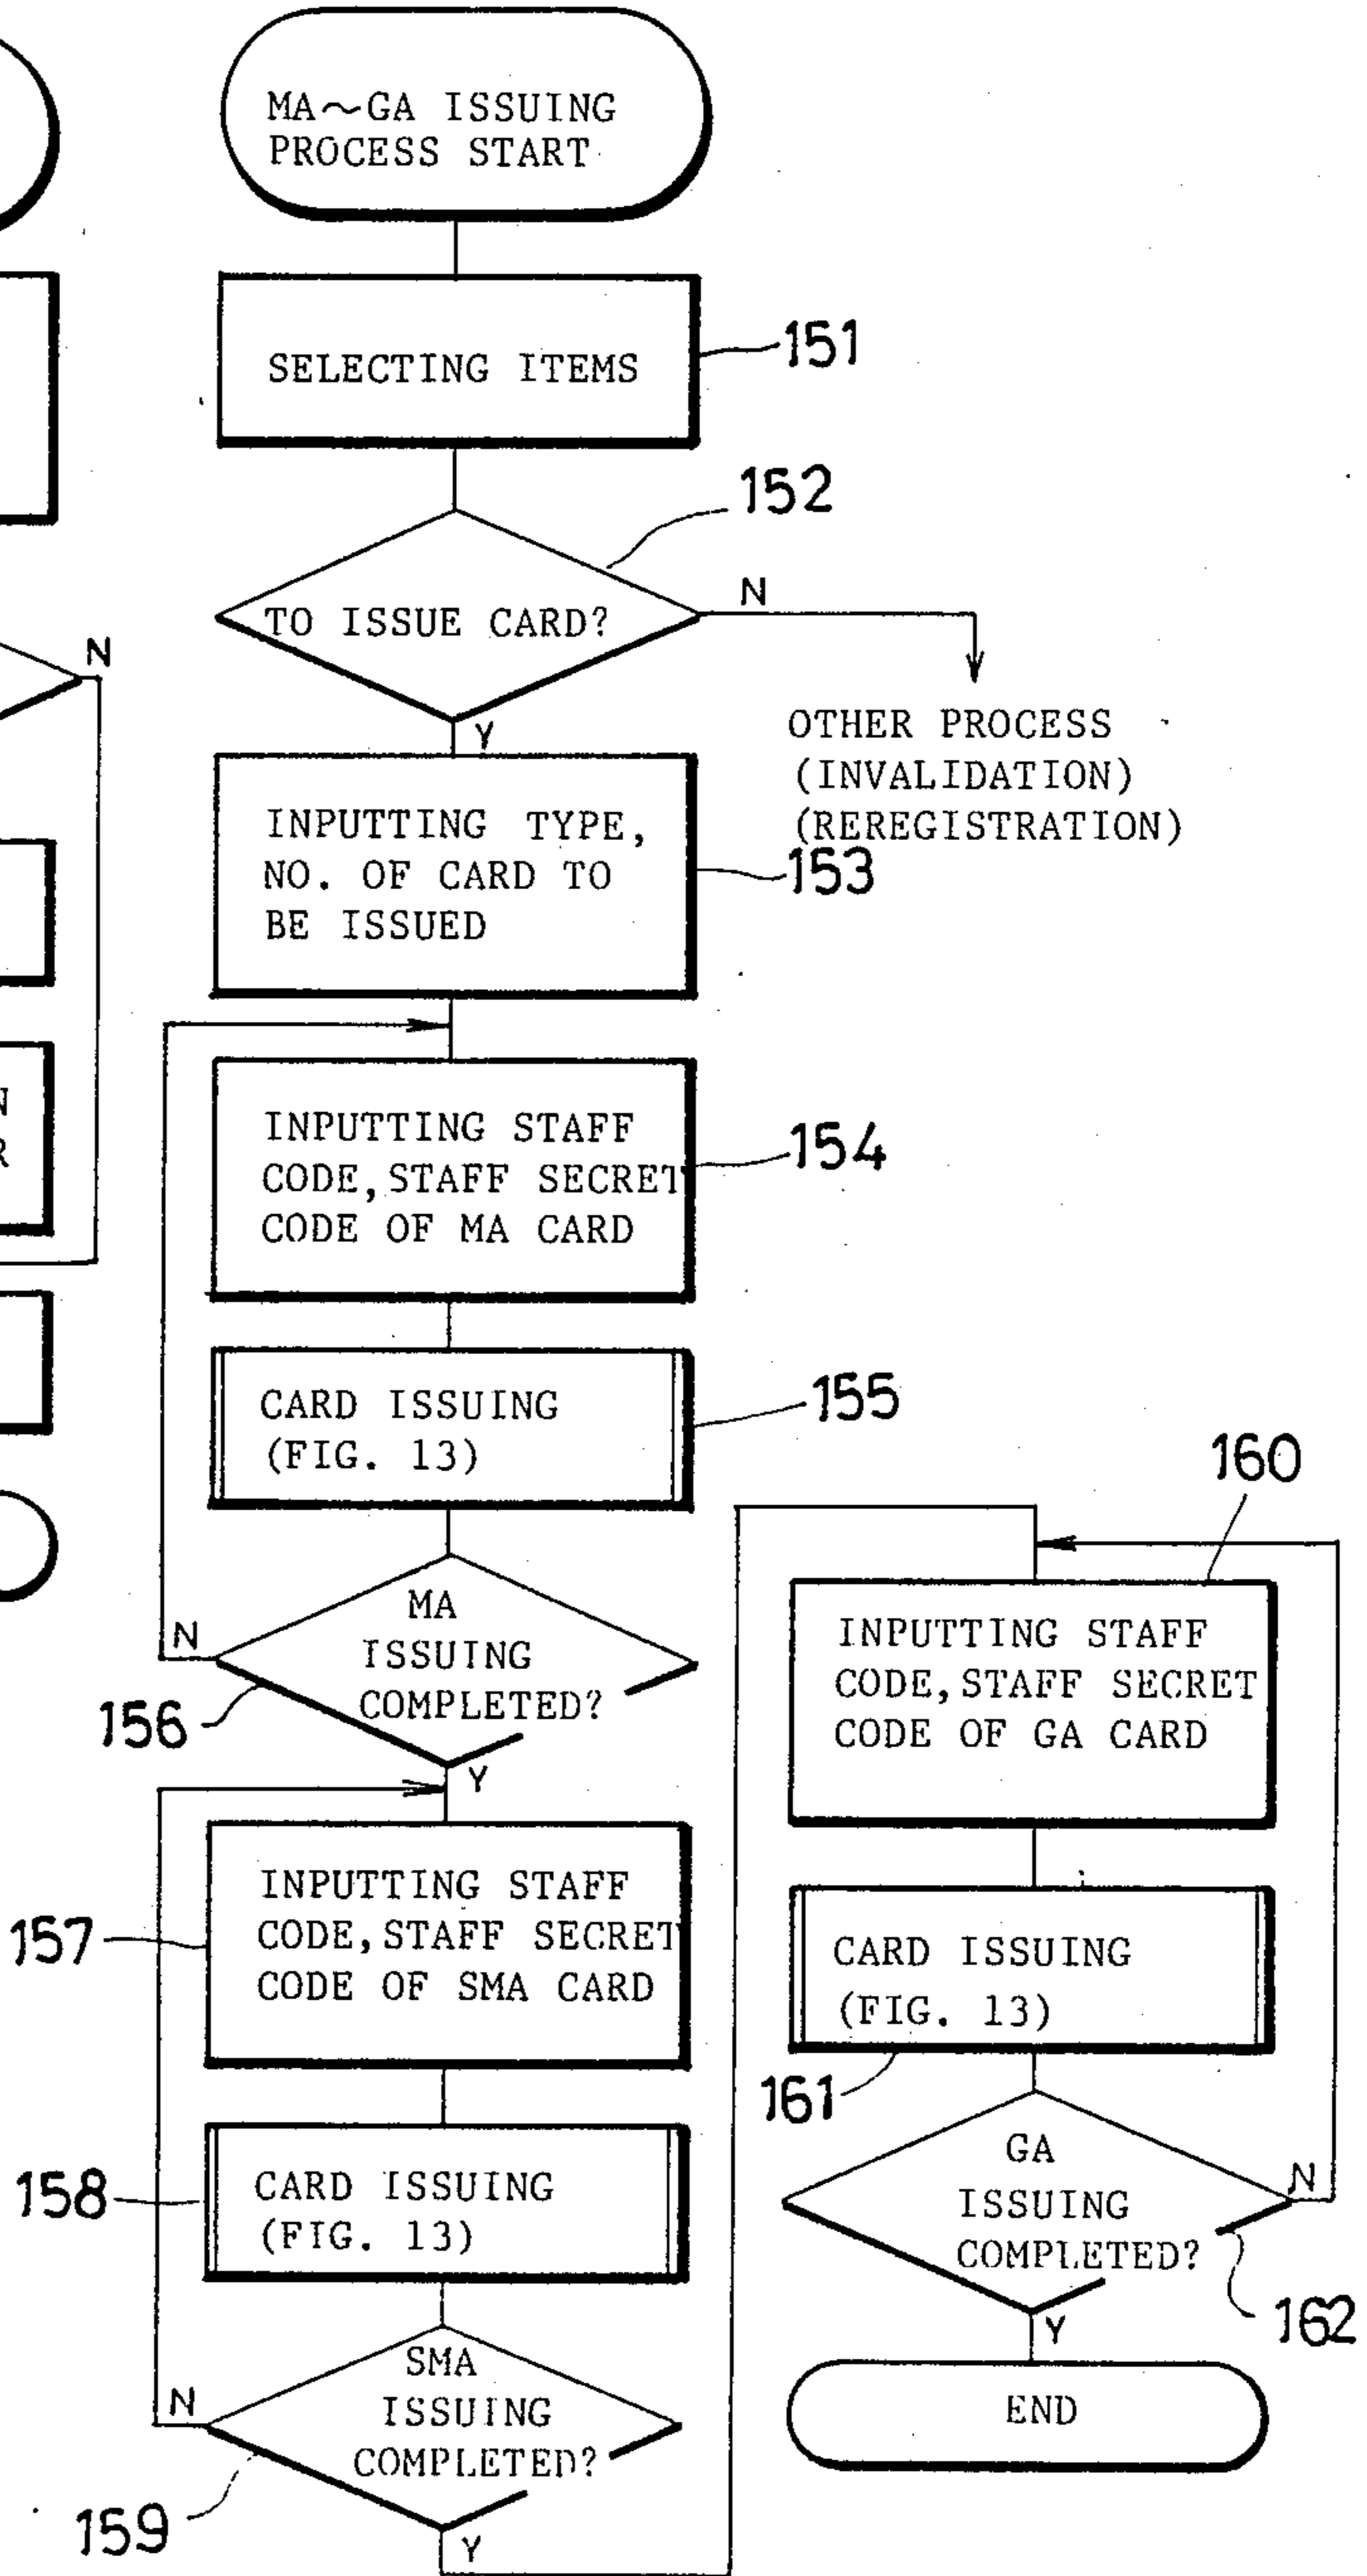 MA~GA ISSUING
PROCESS START
SELECTING ITEMS
151
152
TO ISSUE CARD?
N
OTHER PROCESS
(INVALIDATION)
(REREGISTRATION)
Y
INPUTTING TYPE,
NO. OF CARD TO
BE ISSUED
153
INPUTTING STAFF
CODE, STAFF SECRET
CODE OF MA CARD
154
CARD ISSUING
(FIG. 13)
155
MA
ISSUING
COMPLETED?
N
156
Y
INPUTTING STAFF
CODE, STAFF SECRET
CODE OF SMA CARD
157
CARD ISSUING
(FIG. 13)
158
SMA
ISSUING
COMPLETED?
N
159
Y
160
INPUTTING STAFF
CODE, STAFF SECRET
CODE OF GA CARD
CARD ISSUING
(FIG. 13)
161
GA
ISSUING
COMPLETED?
N
162
Y
END
N
N
R